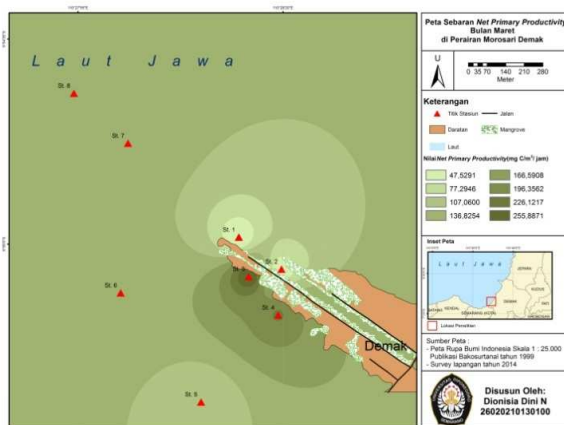 Peta Sebaran Net Primary Productivity
Bulan Maret
di Perairan Morosari Demak
U
0 35 70 140 210 280
Meter
Keterangan
Titik Stasiun
Jalan
Daratan
Mangrove
Laut
Nilai Net Primary Productivity(mg C/m³/ jam)
47,5291
77,2946
107,0600
136,8254
166,5908
196,3562
226,1217
255,8871
Inset Peta
Laut Jawa
Lokasi Penelitian
Sumber Peta :
- Peta Rupa Bumi Indonesia Skala 1 : 25.000
Publikasi Bakosurtanal tahun 1999
- Survey lapangan tahun 2014
Disusun Oleh:
Dionisia Dini N
26020210130100
Laut Jawa
St. 8
St. 7
St. 1
St. 2
St. 3
St. 6
St. 4
Demak
St. 5